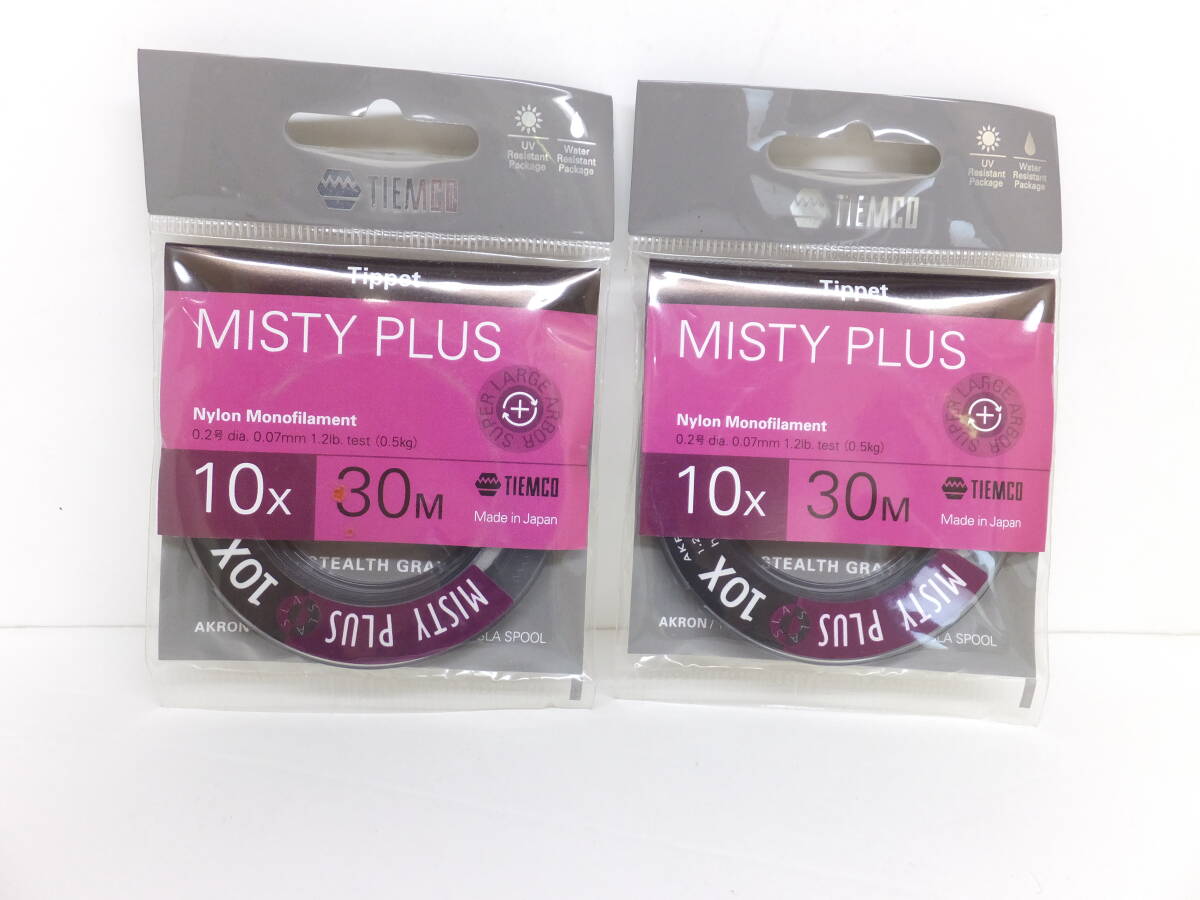 UV
Resistant
Package
Water
Resistant
Package
TIEMCO
Tippet
MISTY PLUS
SUPER LARGE ARBOR
Nylon Monofilament
0.2号 dia. 0.07mm 1.2lb. test (0.5kg)
10X
30M
TIEMCO
Made in Japan
STEALTH GRA
10X
MISTY PLUS
AKRON
SLA SPOOL
UV
Resistant
Package
Water
Resistant
Package
TIEMCO
Tippet
MISTY PLUS
SUPER LARGE ARBOR
Nylon Monofilament
0.2号 dia. 0.07mm 1.2lb. test (0.5kg)
10X
30M
TIEMCO
Made in Japan
STEALTH GRA
10X
MISTY PLUS
AKRON/
GLA SPOOL